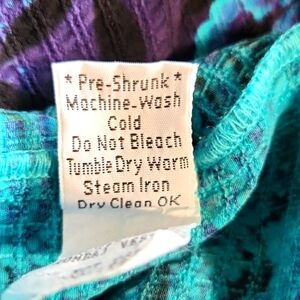 * Pre-Shrunk *
Machine-Wash
Cold
Do Not Bleach
Tumble Dry Warm
Steam Iron
Dry Clean OK